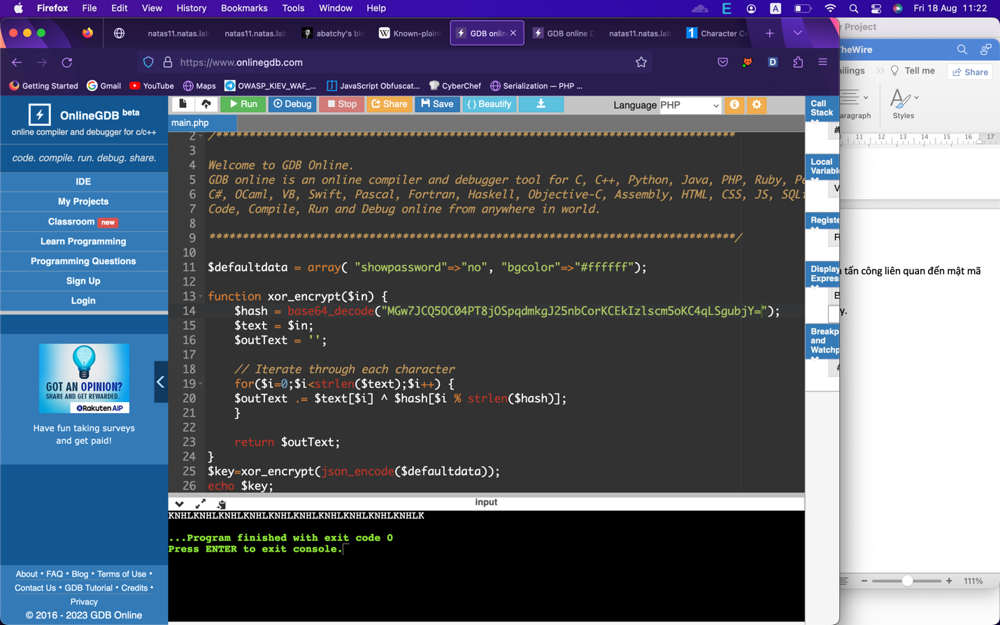 Firefox File Edit View History Bookmarks Tools Window Help
Fri 18 Aug 11:22
natas11.natas.lab
natas11.natas.lab
abatchy's blo
Known-plain
GDB onlin
GDB online D
natas11.natas.lab
Character Co
https://www.onlinegdb.com
Getting Started Gmail YouTube Maps OWASP_KIEV_WAF_... JavaScript Obfuscat... CyberChef Serialization — PHP ...
OnlineGDB beta
online compiler and debugger for c/c++
code. compile. run. debug. share.
IDE
My Projects
Classroom new
Learn Programming
Programming Questions
Sign Up
Login
GOT AN OPINION?
SHARE AND GET REWARDED.
Rakuten AIP
Have fun taking surveys
and get paid!
About • FAQ • Blog • Terms of Use •
Contact Us • GDB Tutorial • Credits •
Privacy
© 2016 - 2023 GDB Online
Run Debug Stop Share Save { } Beautify
Language PHP
main.php
2 /******************************************************************************
3
4 Welcome to GDB Online.
5 GDB online is an online compiler and debugger tool for C, C++, Python, Java, PHP, Ruby, Pe
6 C#, OCaml, VB, Swift, Pascal, Fortran, Haskell, Objective-C, Assembly, HTML, CSS, JS, SQLi
7 Code, Compile, Run and Debug online from anywhere in world.
8
9 *******************************************************************************/
10
11 $defaultdata = array( "showpassword"=>"no", "bgcolor"=>"#ffffff");
12
13 function xor_encrypt($in) {
14 $hash = base64_decode("MGw7JCQ5OC04PT8jOSpqdmkgJ25nbCorKCEkIzlscm5oKC4qLSgubjY=");
15 $text = $in;
16 $outText = '';
17
18 // Iterate through each character
19 for($i=0;$i<strlen($text);$i++) {
20 $outText .= $text[$i] ^ $hash[$i % strlen($hash)];
21 }
22
23 return $outText;
24 }
25 $key=xor_encrypt(json_encode($defaultdata));
26 echo $key;
input
KNHLKNHLKNHLKNHLKNHLKNHLKNHLKNHLKNHLKNHLK
...Program finished with exit code 0
Press ENTER to exit console.
Call
Stack
#
Local
Variabl
V
Registe
R
Display
Expres
B
Breakp
and
Watchp
#
Project
TheWire
ailings
Tell me
Share
aragraph
Styles
11 12 13 14 15 16 17
tấn công liên quan đến mật mã
y.
111%